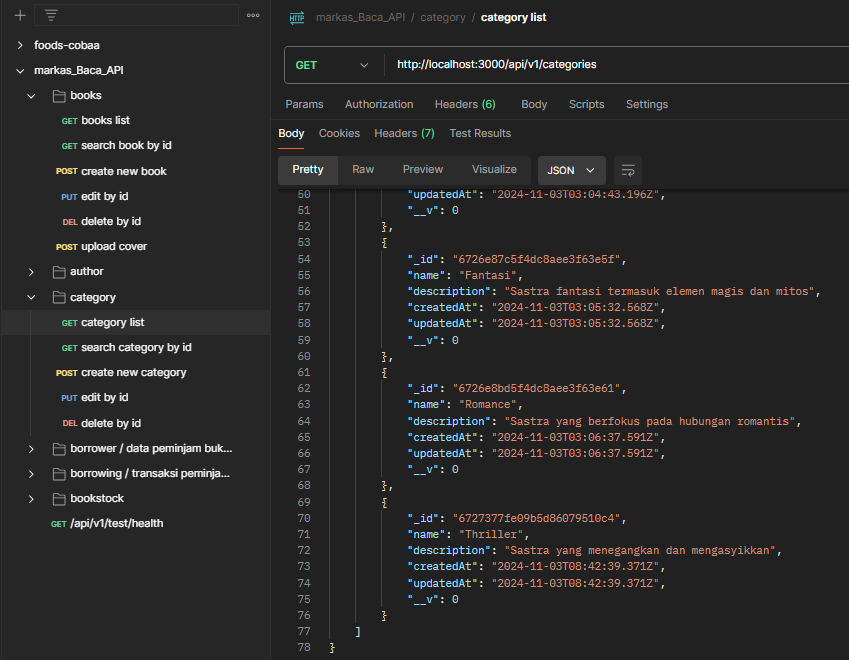 foods-cobaa
markas_Baca_API
books
GET books list
GET search book by id
POST create new book
PUT edit by id
DEL delete by id
POST upload cover
author
category
GET category list
GET search category by id
POST create new category
PUT edit by id
DEL delete by id
borrower / data peminjam buk...
borrowing / transaksi peminja...
bookstock
GET /api/v1/test/health
HTTP markas_Baca_API / category / category list
GET http://localhost:3000/api/v1/categories
Params Authorization Headers (6) Body Scripts Settings
Body Cookies Headers (7) Test Results
Pretty Raw Preview Visualize JSON
50 "updatedAt": "2024-11-03T03:04:43.196Z",
51 "__v": 0
52 },
53 {
54 "_id": "6726e87c5f4dc8aee3f63e5f",
55 "name": "Fantasi",
56 "description": "Sastra fantasi termasuk elemen magis dan mitos",
57 "createdAt": "2024-11-03T03:05:32.568Z",
58 "updatedAt": "2024-11-03T03:05:32.568Z",
59 "__v": 0
60 },
61 {
62 "_id": "6726e8bd5f4dc8aee3f63e61",
63 "name": "Romance",
64 "description": "Sastra yang berfokus pada hubungan romantis",
65 "createdAt": "2024-11-03T03:06:37.591Z",
66 "updatedAt": "2024-11-03T03:06:37.591Z",
67 "__v": 0
68 },
69 {
70 "_id": "6727377fe09b5d86079510c4",
71 "name": "Thriller",
72 "description": "Sastra yang menegangkan dan mengasyikkan",
73 "createdAt": "2024-11-03T08:42:39.371Z",
74 "updatedAt": "2024-11-03T08:42:39.371Z",
75 "__v": 0
76 }
77 ]
78 }